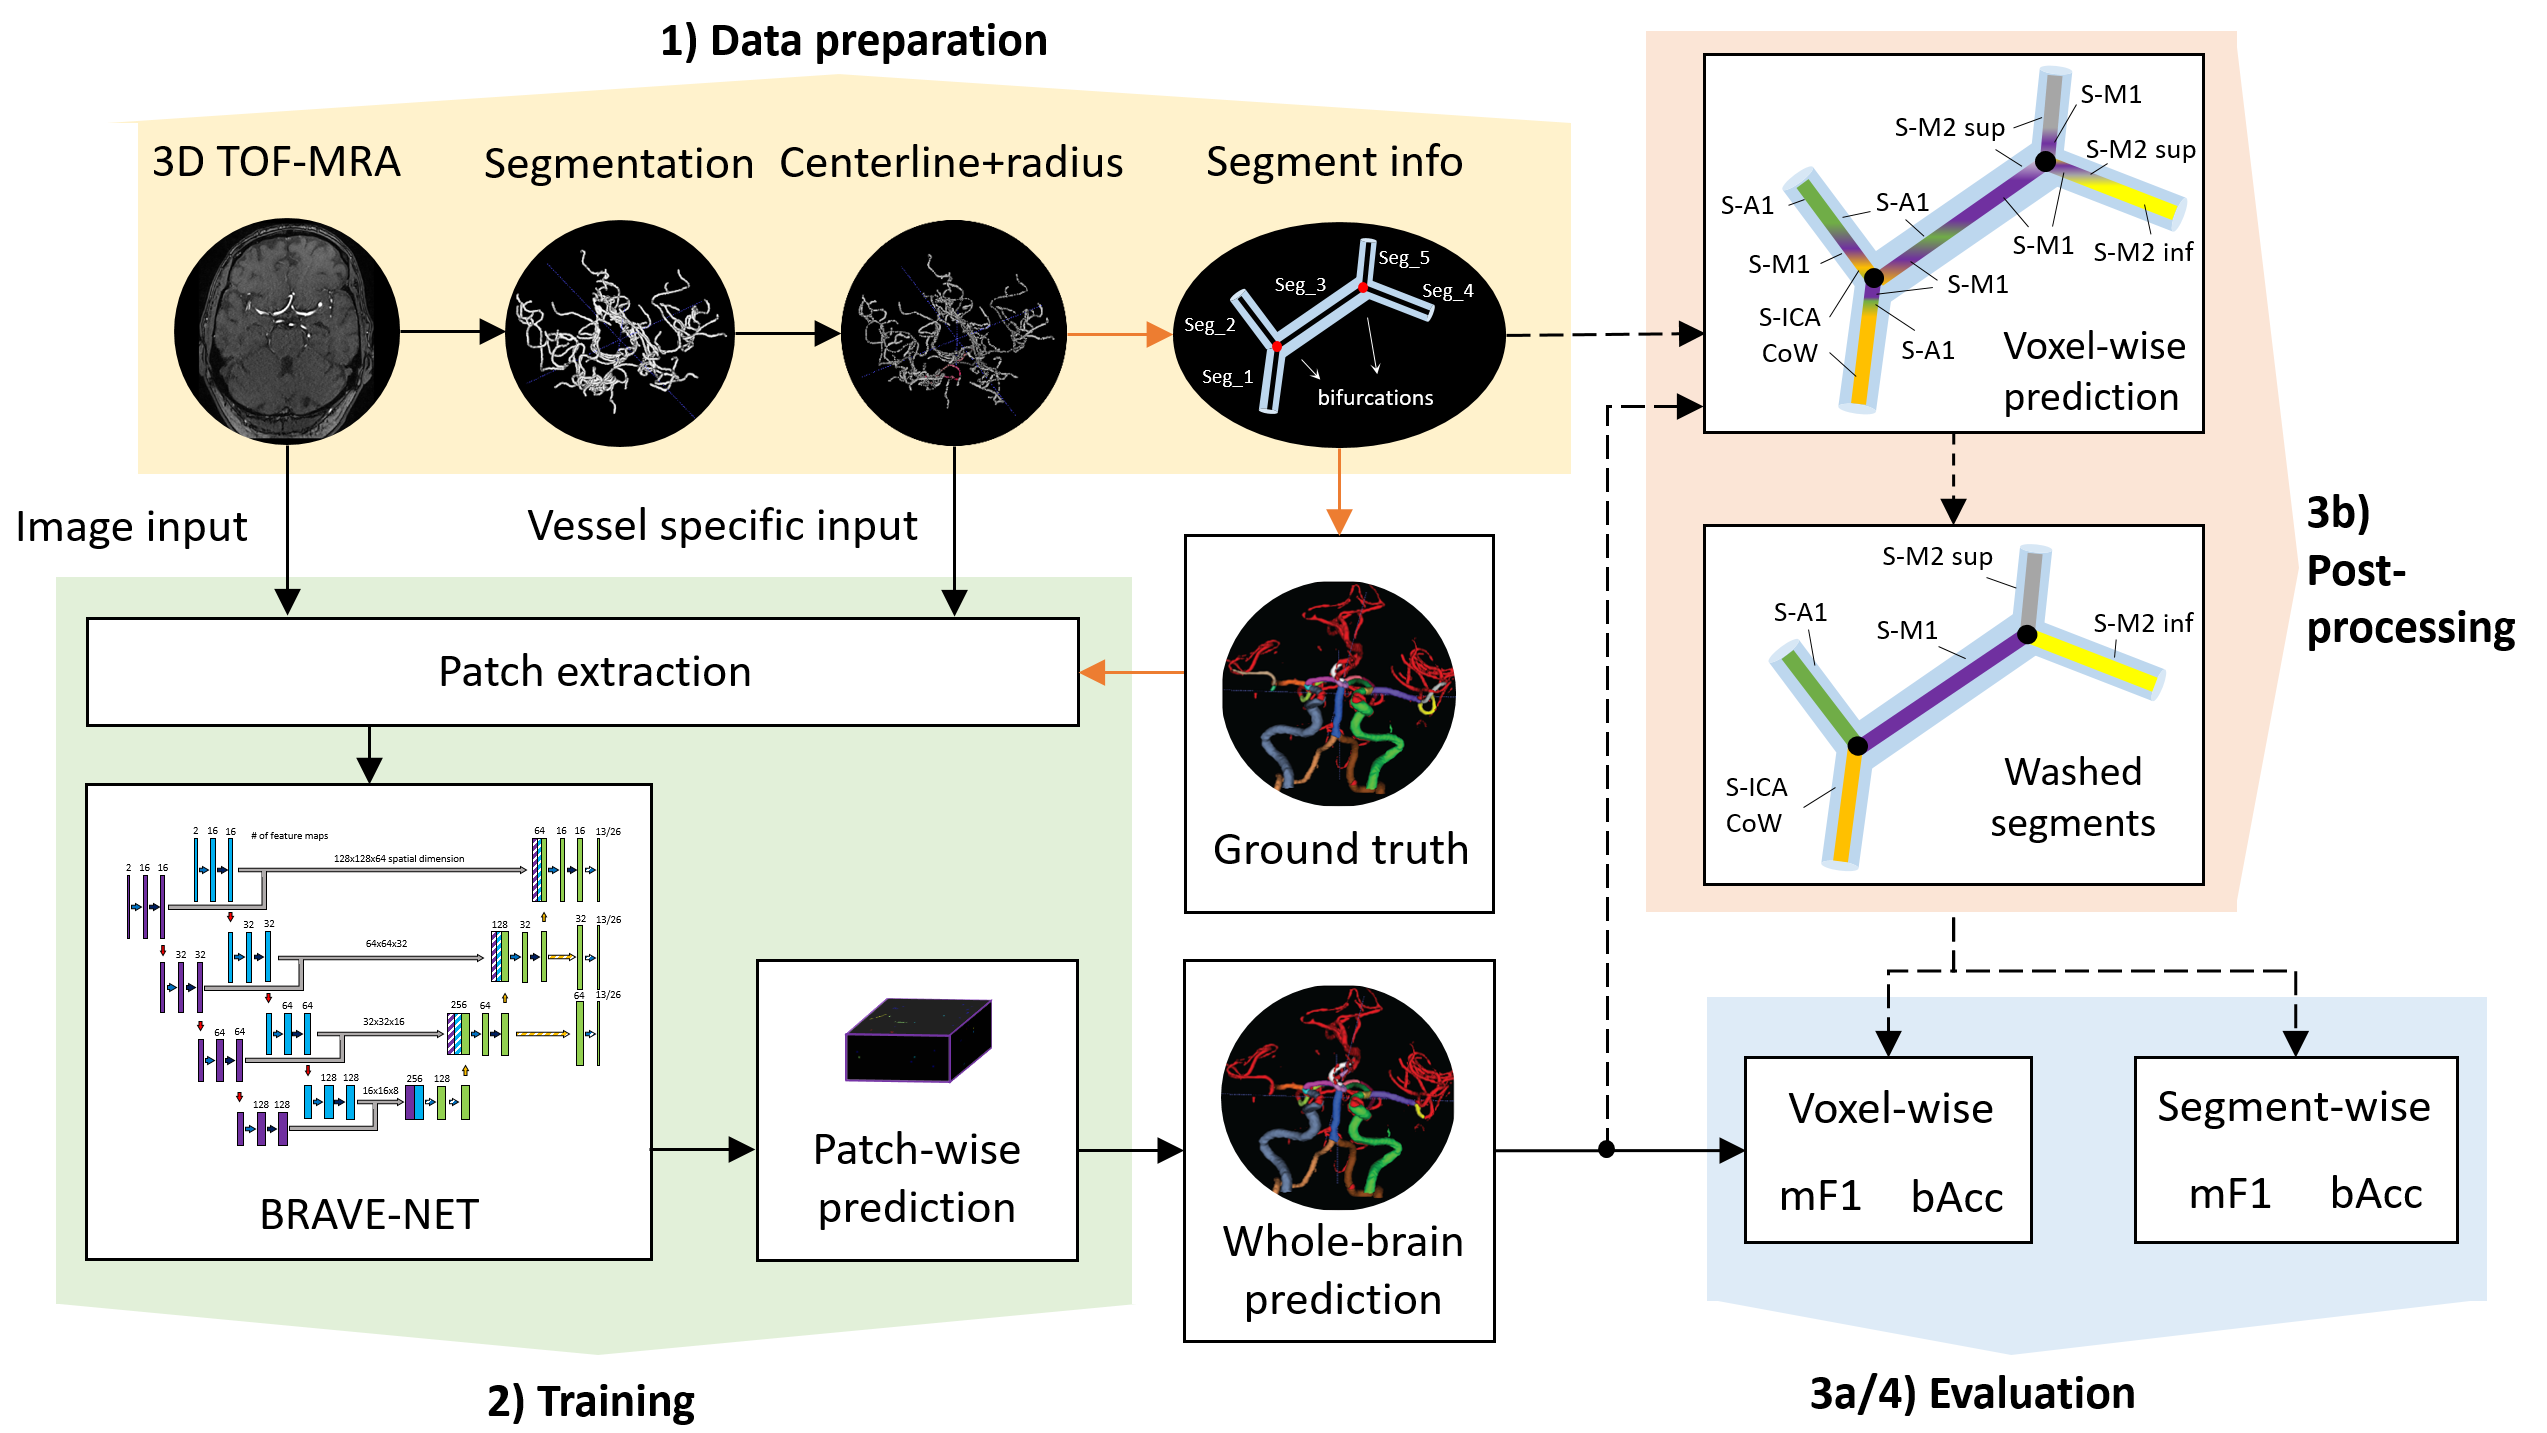 1) Data preparation
3D TOF-MRA
Segmentation
Centerline+radius
Segment info
Seg_1
Seg_2
Seg_3
Seg_4
Seg_5
bifurcations
Image input
Vessel specific input
Patch extraction
Ground truth
2 16 16
# of feature maps
128x128x64 spatial dimension
64 16 16 13/26
2 16 16
32 32
64x64x32
128 32
32 13/26
32 32
64 64
32x32x16
256 64
64 13/26
64 64
128 128
16x16x8
256 128
128 128
BRAVE-NET
Patch-wise
prediction
Whole-brain
prediction
2) Training
S-M1
S-M2 sup
S-M2 sup
S-A1
S-A1
S-M1
S-M2 inf
S-M1
S-M1
S-ICA
CoW
S-A1
Voxel-wise
prediction
S-M2 sup
S-A1
S-M1
S-M2 inf
S-ICA
CoW
Washed
segments
3b)
Post-
processing
Voxel-wise
mF1 bAcc
Segment-wise
mF1 bAcc
3a/4) Evaluation